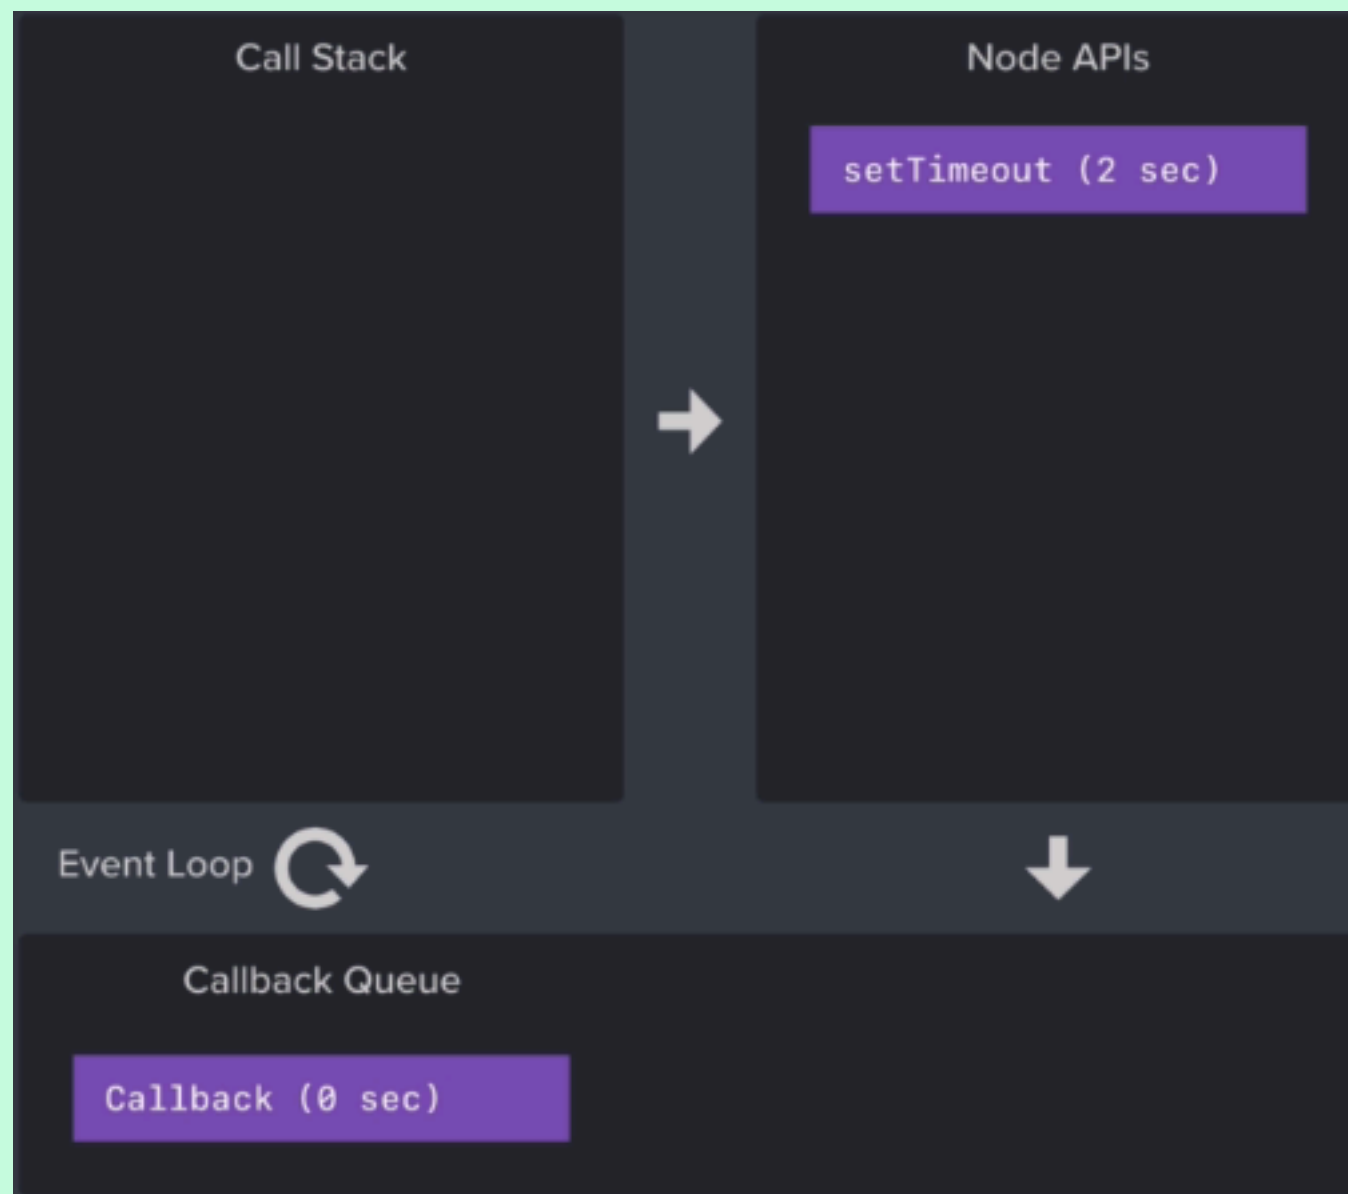 Call Stack
Node APIs
setTimeout (2 sec)
Event Loop
Callback Queue
Callback (0 sec)